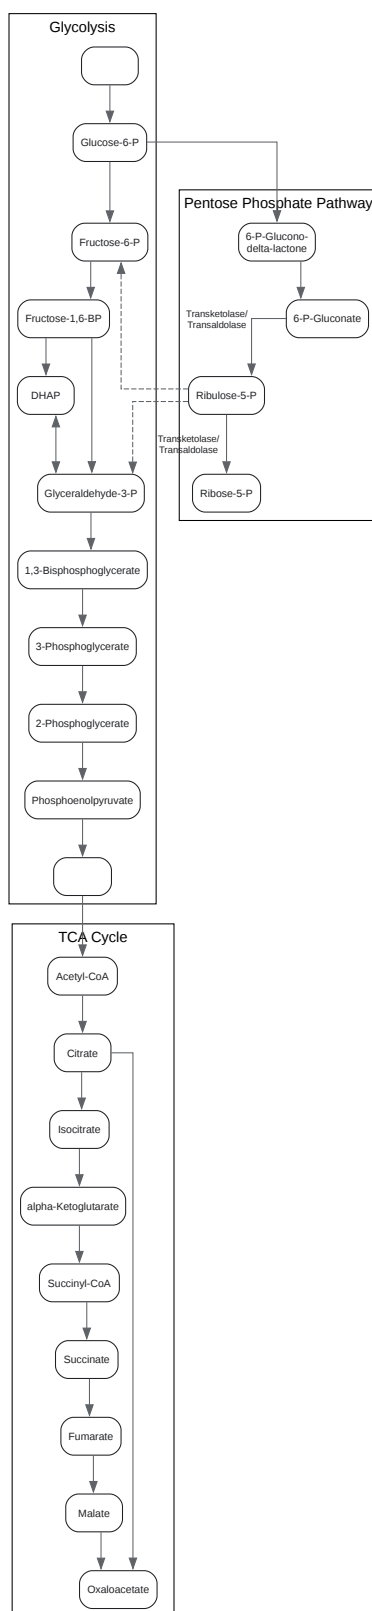 Glycolysis
Glucose-6-P
Pentose Phosphate Pathway
Fructose-6-P
6-P-Glucono-
delta-lactone
Fructose-1,6-BP
Transketolase/
Transaldolase
6-P-Gluconate
DHAP
Ribulose-5-P
Transketolase/
Transaldolase
Glyceraldehyde-3-P
Ribose-5-P
1,3-Bisphosphoglycerate
3-Phosphoglycerate
2-Phosphoglycerate
Phosphoenolpyruvate
TCA Cycle
Acetyl-CoA
Citrate
Isocitrate
alpha-Ketoglutarate
Succinyl-CoA
Succinate
Fumarate
Malate
Oxaloacetate